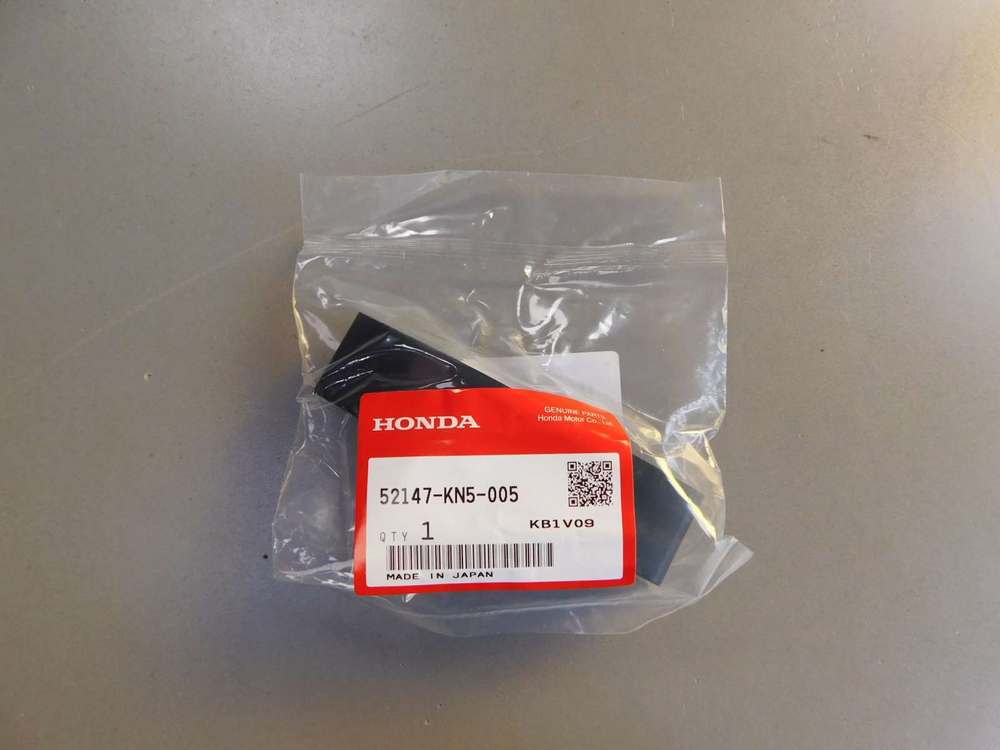 HONDA
GENUINE PARTS
Honda Motor Co., Ltd.
52147-KN5-005
KB1V09
QTY 1
MADE IN JAPAN